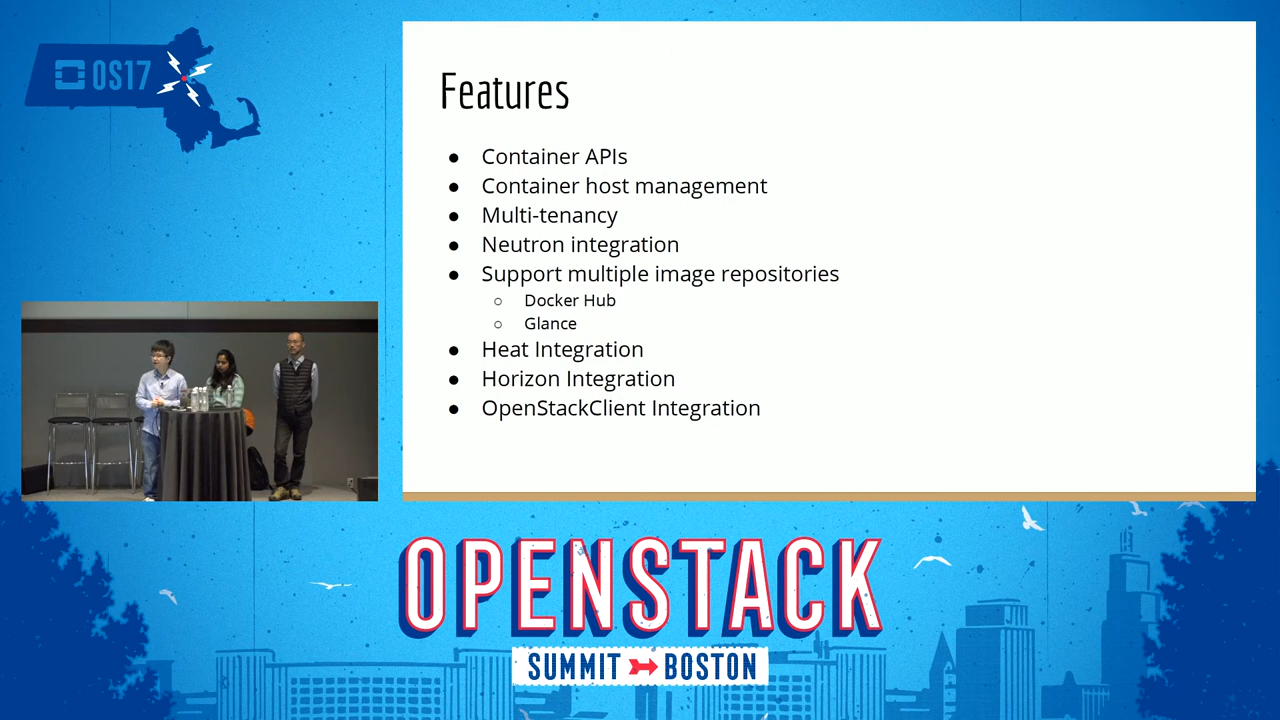 OS17
Features
● Container APIs
● Container host management
● Multi-tenancy
● Neutron integration
● Support multiple image repositories
○ Docker Hub
○ Glance
● Heat Integration
● Horizon Integration
● OpenStackClient Integration
OPENSTACK
SUMMIT BOSTON